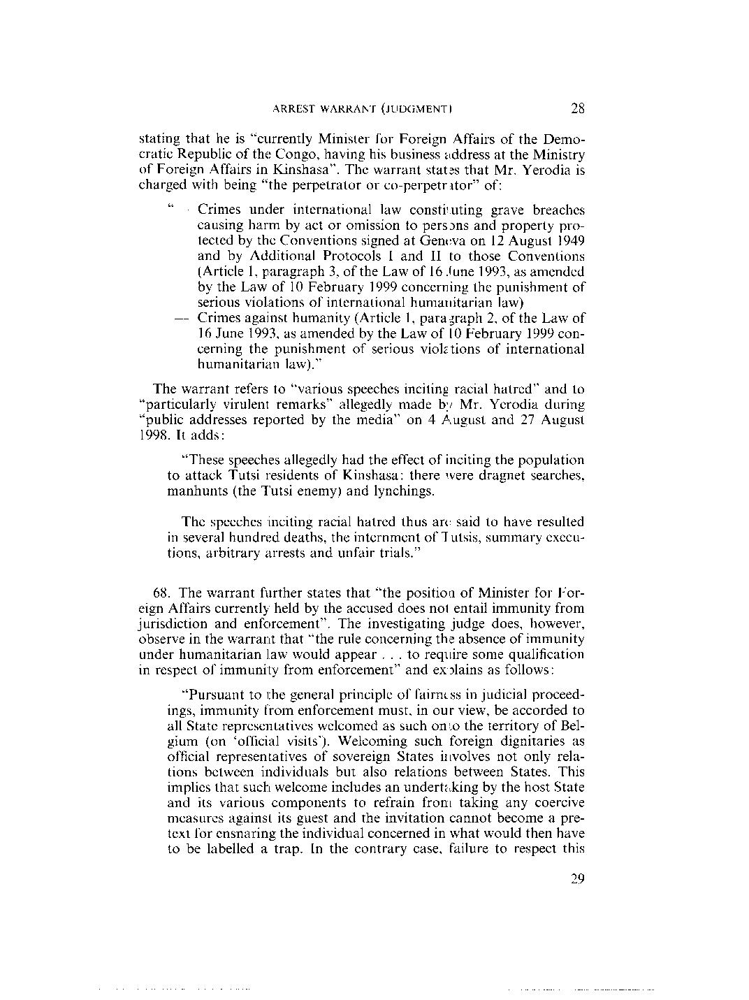 ARREST WARRANT (JUDGMENT) 28
stating that he is “currently Minister for Foreign Affairs of the Demo-
cratic Republic of the Congo, having his business address at the Ministry
of Foreign Affairs in Kinshasa”. The warrant states that Mr. Yerodia is
charged with being “the perpetrator or co-perpetrator” of:
“— Crimes under international law constituting grave breaches
causing harm by act or omission to persons and property pro-
tected by the Conventions signed at Geneva on 12 August 1949
and by Additional Protocols I and II to those Conventions
(Article 1, paragraph 3, of the Law of 16 June 1993, as amended
by the Law of 10 February 1999 concerning the punishment of
serious violations of international humanitarian law)
— Crimes against humanity (Article 1, paragraph 2, of the Law of
16 June 1993, as amended by the Law of 10 February 1999 con-
cerning the punishment of serious violations of international
humanitarian law).”
The warrant refers to “various speeches inciting racial hatred” and to
“particularly virulent remarks” allegedly made by Mr. Yerodia during
“public addresses reported by the media” on 4 August and 27 August
1998. It adds:
“These speeches allegedly had the effect of inciting the population
to attack Tutsi residents of Kinshasa: there were dragnet searches,
manhunts (the Tutsi enemy) and lynchings.
The speeches inciting racial hatred thus are said to have resulted
in several hundred deaths, the internment of Tutsis, summary execu-
tions, arbitrary arrests and unfair trials.”
68. The warrant further states that “the position of Minister for For-
eign Affairs currently held by the accused does not entail immunity from
jurisdiction and enforcement”. The investigating judge does, however,
observe in the warrant that “the rule concerning the absence of immunity
under humanitarian law would appear . . . to require some qualification
in respect of immunity from enforcement” and explains as follows:
“Pursuant to the general principle of fairness in judicial proceed-
ings, immunity from enforcement must, in our view, be accorded to
all State representatives welcomed as such onto the territory of Bel-
gium (on ‘official visits’). Welcoming such foreign dignitaries as
official representatives of sovereign States involves not only rela-
tions between individuals but also relations between States. This
implies that such welcome includes an undertaking by the host State
and its various components to refrain from taking any coercive
measures against its guest and the invitation cannot become a pre-
text for ensnaring the individual concerned in what would then have
to be labelled a trap. In the contrary case, failure to respect this
29